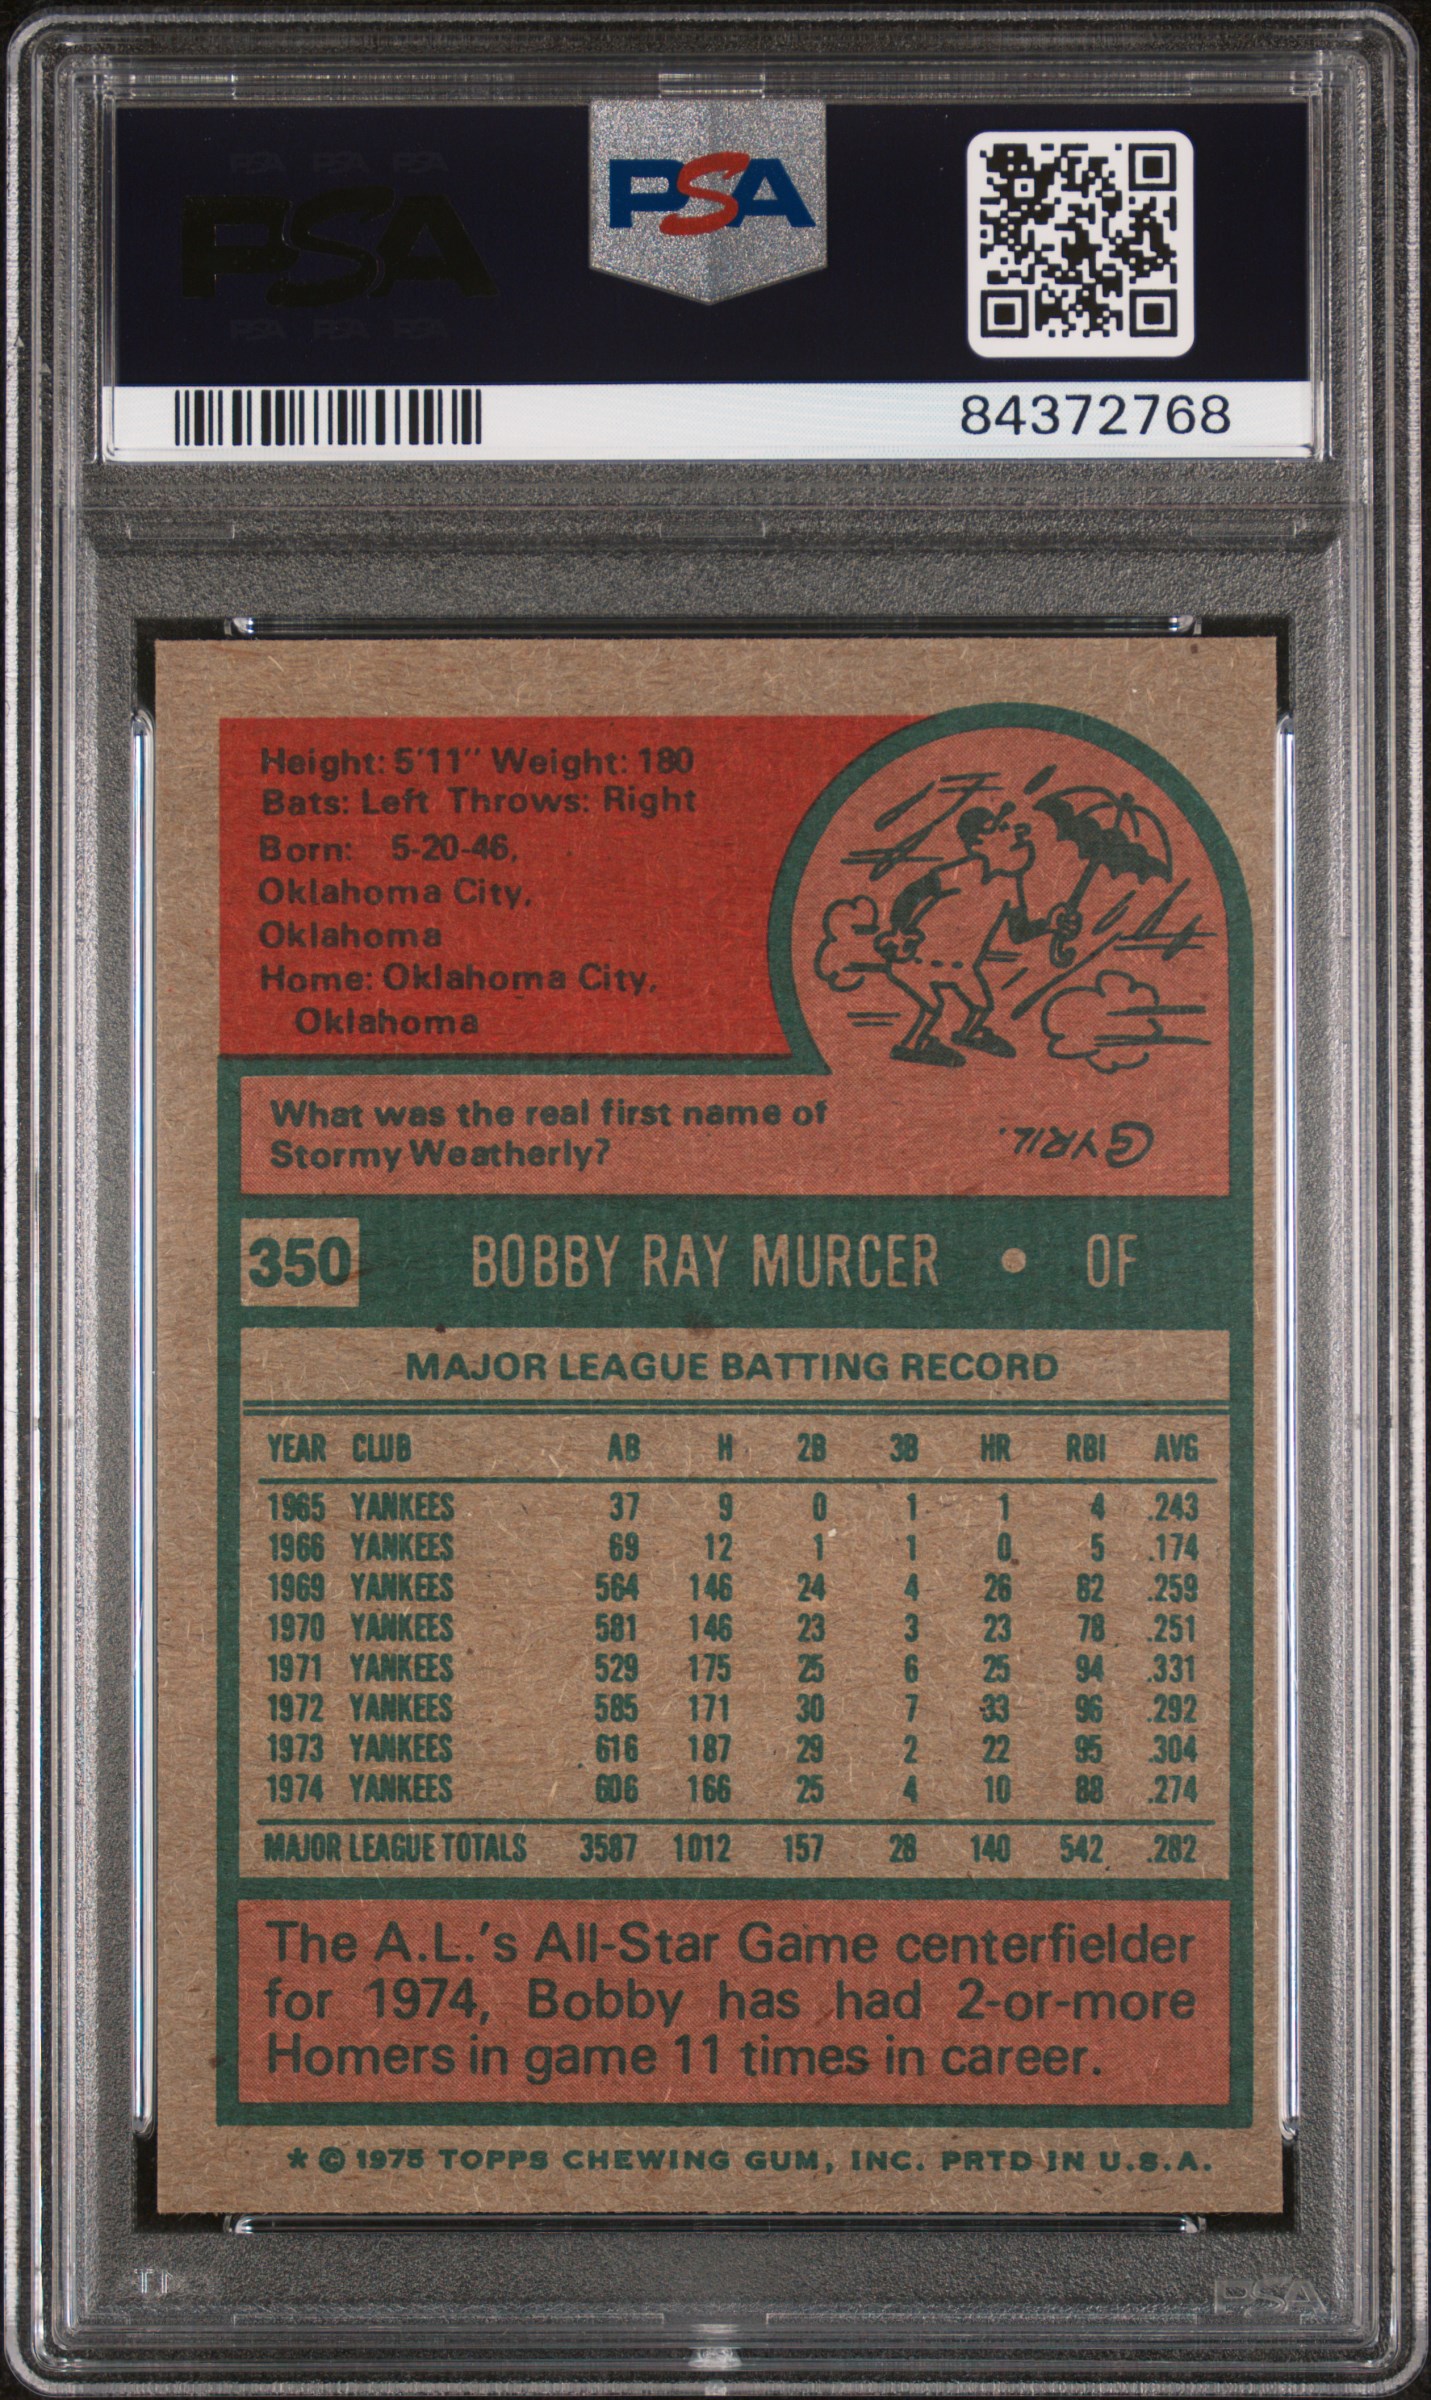 PSA PSA PSA
PSA
PSA PSA PSA
PSA
84372768
Height: 5'11" Weight: 180
Bats: Left Throws: Right
Born: 5-20-46,
Oklahoma City,
Oklahoma
Home: Oklahoma City,
Oklahoma
What was the real first name of
Stormy Weatherly?
CYRIL.
350 BOBBY RAY MURCER • OF
MAJOR LEAGUE BATTING RECORD
YEAR CLUB AB H 2B 3B HR RBI AVG
1965 YANKEES 37 9 0 1 1 4 .243
1966 YANKEES 69 12 1 1 0 5 .174
1969 YANKEES 564 146 24 4 26 82 .259
1970 YANKEES 581 146 23 3 23 78 .251
1971 YANKEES 529 175 25 6 25 94 .331
1972 YANKEES 585 171 30 7 33 96 .292
1973 YANKEES 616 187 29 2 22 95 .304
1974 YANKEES 606 166 25 4 10 88 .274
MAJOR LEAGUE TOTALS 3587 1012 157 28 140 542 .282
The A.L.'s All-Star Game centerfielder
for 1974, Bobby has had 2-or-more
Homers in game 11 times in career.
* © 1975 TOPPS CHEWING GUM, INC. PRTD IN U.S.A.
PSA